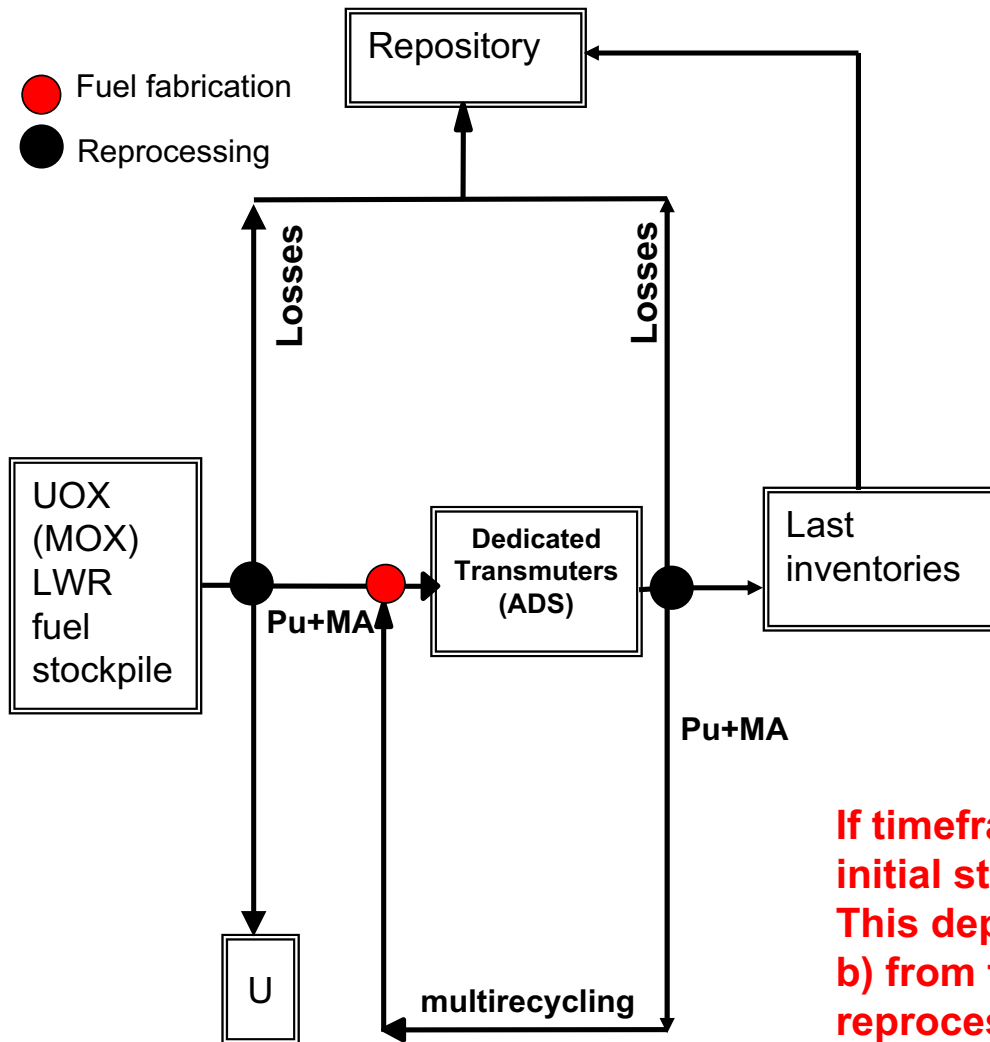 Repository
Fuel fabrication
Reprocessing
Losses
Losses
UOX
(MOX)
LWR
fuel
stockpile
Dedicated
Transmuters
(ADS)
Last
inventories
Pu+MA
Pu+MA
If timefra
initial st
This dep
b) from
reproces
U
multirecycling